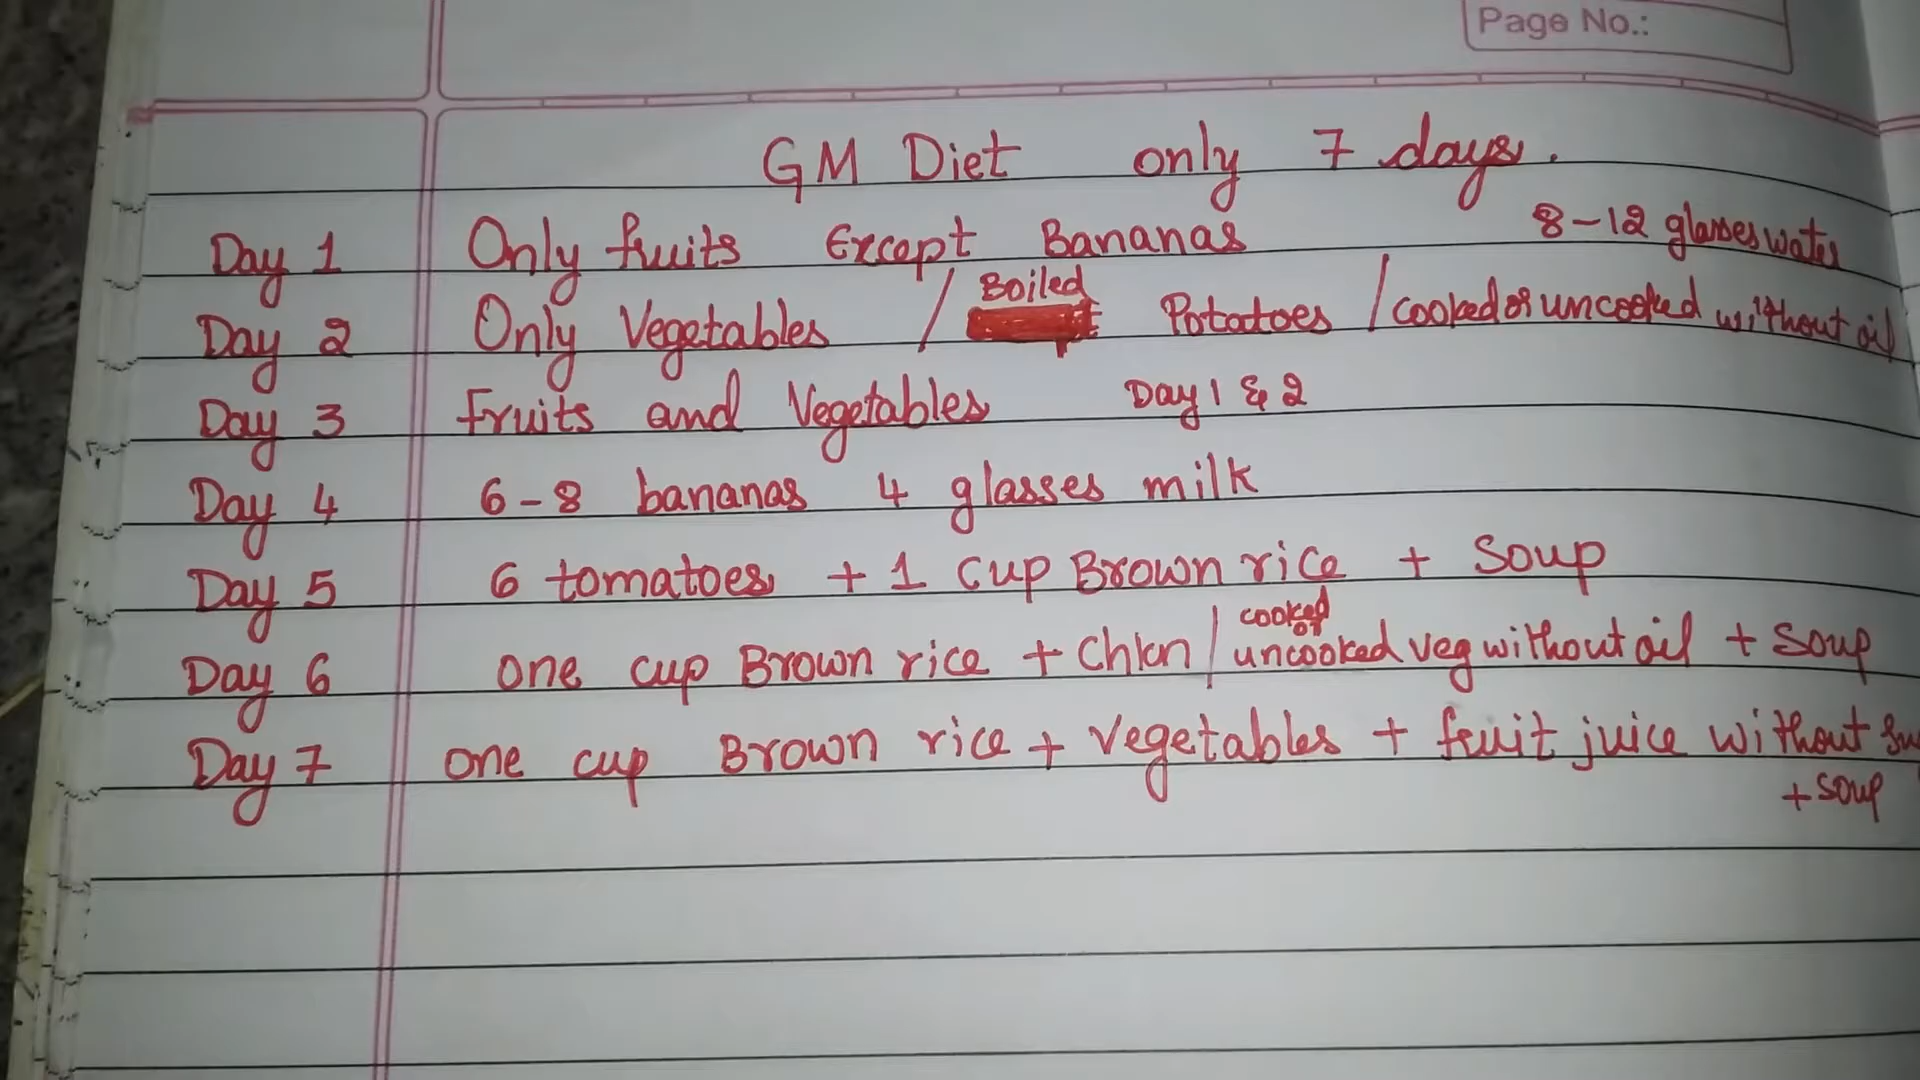 Page No.:
GM Diet only 7 days.
Day 1 Only fruits Except Bananas 8-12 glasses water
Day 2 Only Vegetables / Boiled Potatoes / cooked or uncooked without oil
Day 3 Fruits and Vegetables Day 1 & 2
Day 4 6-8 bananas 4 glasses milk
Day 5 6 tomatoes + 1 cup Brown rice + Soup
Day 6 one cup Brown rice + Chkn / cooked or uncooked veg without oil + Soup
Day 7 one cup Brown rice + Vegetables + fruit juice without
+ soup